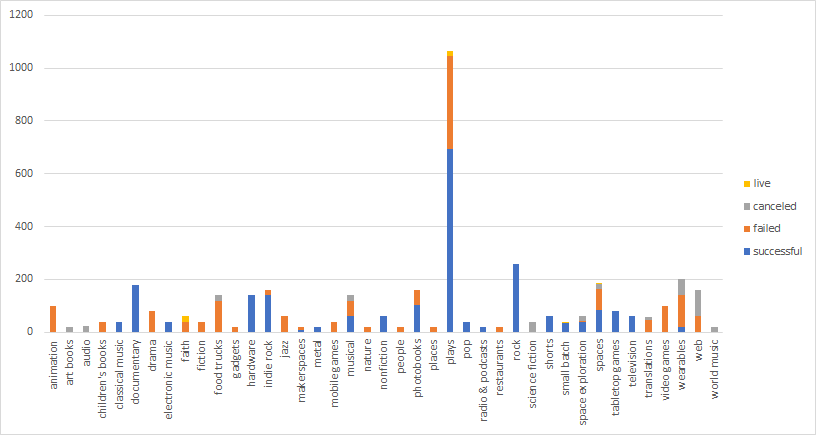 1200
1000
800
600
400
200
0
animation
art books
audio
children's books
classical music
documentary
drama
electronic music
faith
fiction
food trucks
gadgets
hardware
indie rock
jazz
makerspaces
metal
mobile games
musical
nature
nonfiction
people
photobooks
places
plays
pop
radio & podcasts
restaurants
rock
science fiction
shorts
small batch
space exploration
spaces
tabletop games
television
translations
video games
wearables
web
world music
live
canceled
failed
successful